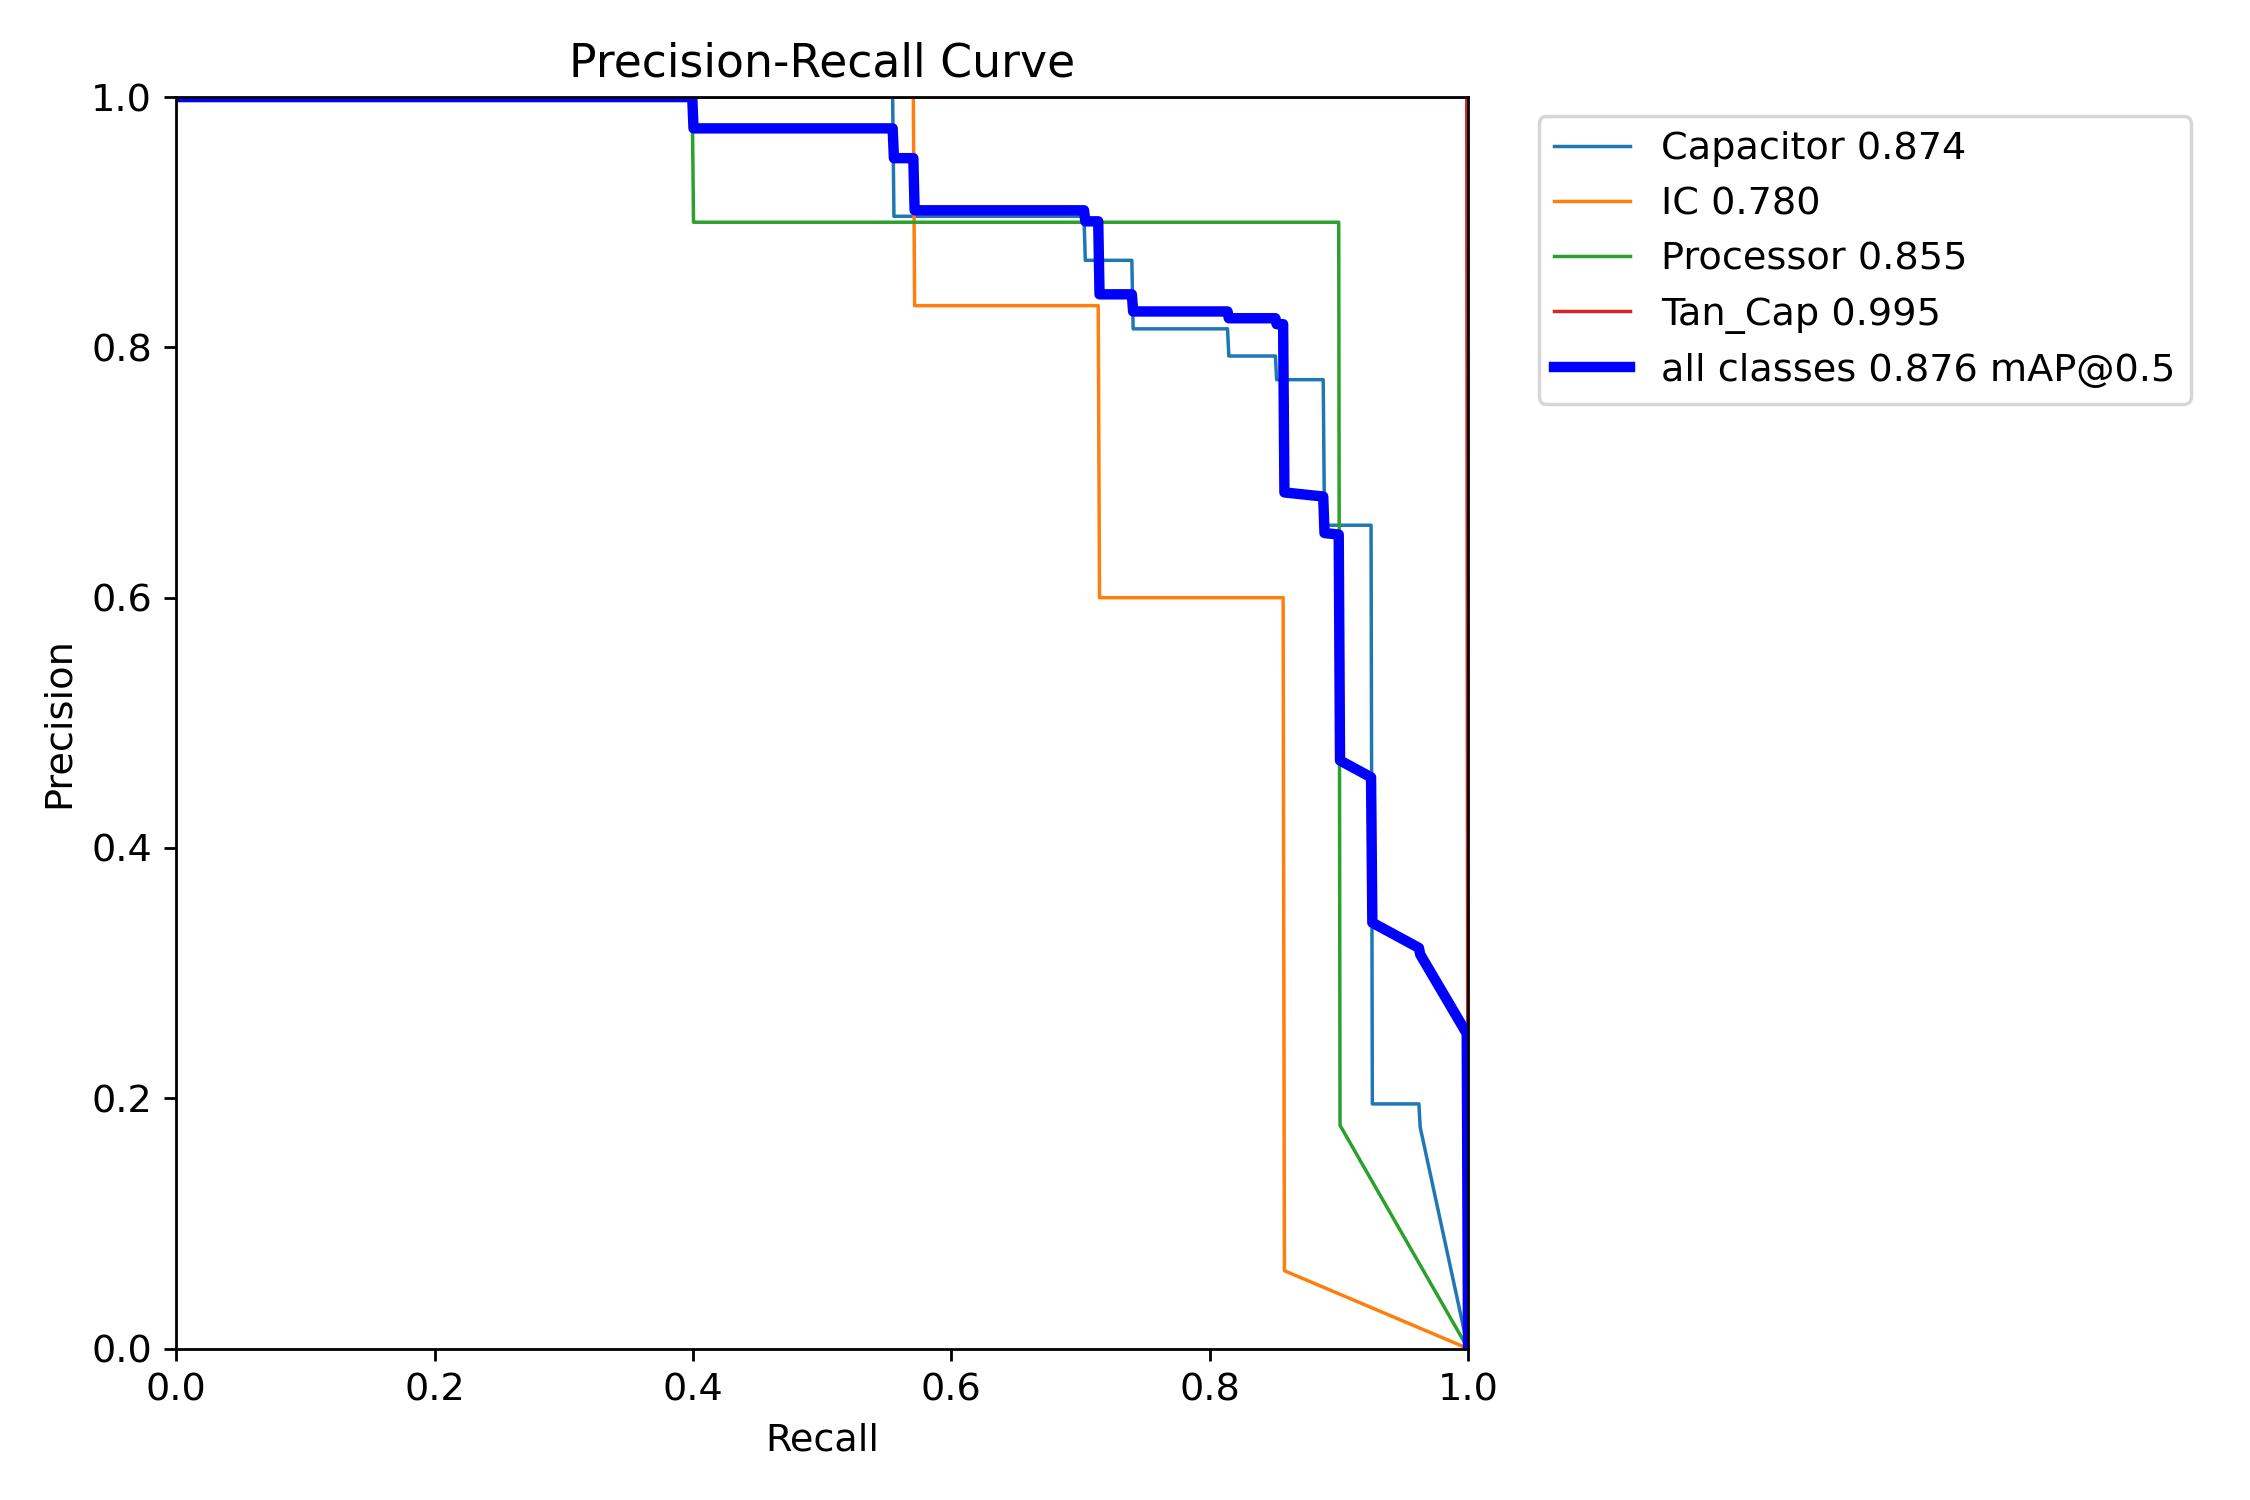 Precision-Recall Curve
1.0
0.8
0.6
0.4
0.2
0.0
Precision
0.0 0.2 0.4 0.6 0.8 1.0
Recall
Capacitor 0.874
IC 0.780
Processor 0.855
Tan_Cap 0.995
all classes 0.876 mAP@0.5